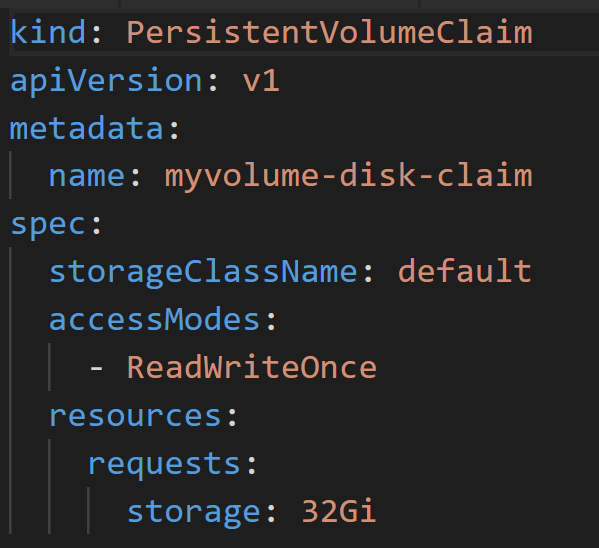 kind: PersistentVolumeClaim
apiVersion: v1
metadata:
  name: myvolume-disk-claim
spec:
  storageClassName: default
  accessModes:
    - ReadWriteOnce
  resources:
    requests:
      storage: 32Gi